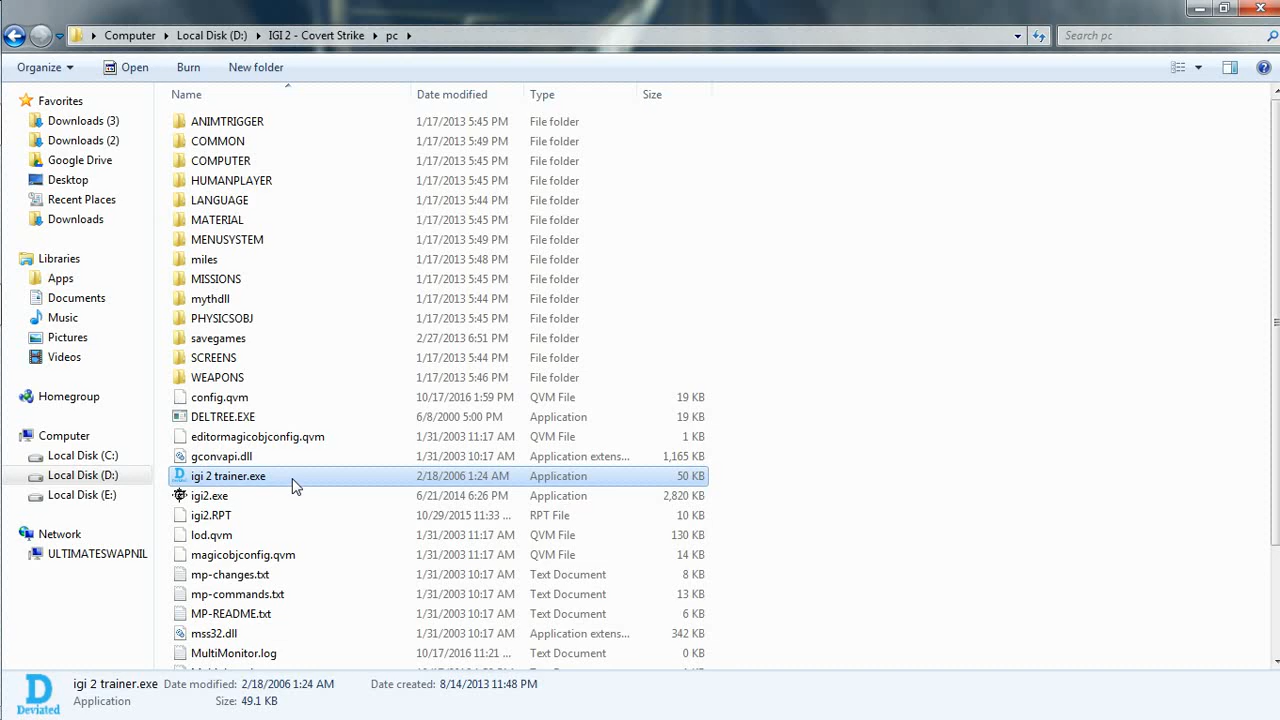 Computer Local Disk (D:) IGI 2 - Covert Strike pc Search pc
Organize Open Burn New folder
Name Date modified Type Size
Favorites
Downloads (3)
Downloads (2)
Google Drive
Desktop
Recent Places
Downloads
Libraries
Apps
Documents
Music
Pictures
Videos
Homegroup
Computer
Local Disk (C:)
Local Disk (D:)
Local Disk (E:)
Network
ULTIMATESWAPNIL
ANIMTRIGGER 1/17/2013 5:45 PM File folder
COMMON 1/17/2013 5:49 PM File folder
COMPUTER 1/17/2013 5:45 PM File folder
HUMANPLAYER 1/17/2013 5:45 PM File folder
LANGUAGE 1/17/2013 5:44 PM File folder
MATERIAL 1/17/2013 5:45 PM File folder
MENUSYSTEM 1/17/2013 5:49 PM File folder
miles 1/17/2013 5:48 PM File folder
MISSIONS 1/17/2013 5:45 PM File folder
mythdll 1/17/2013 5:44 PM File folder
PHYSICSOBJ 1/17/2013 5:45 PM File folder
savegames 2/27/2013 6:51 PM File folder
SCREENS 1/17/2013 5:44 PM File folder
WEAPONS 1/17/2013 5:46 PM File folder
config.qvm 10/17/2016 1:59 PM QVM File 19 KB
DELTREE.EXE 6/8/2000 5:00 PM Application 19 KB
editormagicobjconfig.qvm 1/31/2003 11:17 AM QVM File 1 KB
gconvapi.dll 1/31/2003 10:17 AM Application extens... 1,165 KB
igi 2 trainer.exe 2/18/2006 1:24 AM Application 50 KB
igi2.exe 6/21/2014 6:26 PM Application 2,820 KB
igi2.RPT 10/29/2015 11:33 ... RPT File 10 KB
lod.qvm 1/31/2003 11:17 AM QVM File 130 KB
magicobjconfig.qvm 1/31/2003 11:17 AM QVM File 14 KB
mp-changes.txt 1/31/2003 10:17 AM Text Document 8 KB
mp-commands.txt 1/31/2003 10:17 AM Text Document 13 KB
MP-README.txt 1/31/2003 10:17 AM Text Document 6 KB
mss32.dll 1/31/2003 10:17 AM Application extens... 342 KB
MultiMonitor.log 10/17/2016 11:21 ... Text Document 0 KB
igi 2 trainer.exe Date modified: 2/18/2006 1:24 AM Date created: 8/14/2013 11:48 PM
Application Size: 49.1 KB
D
Deviated